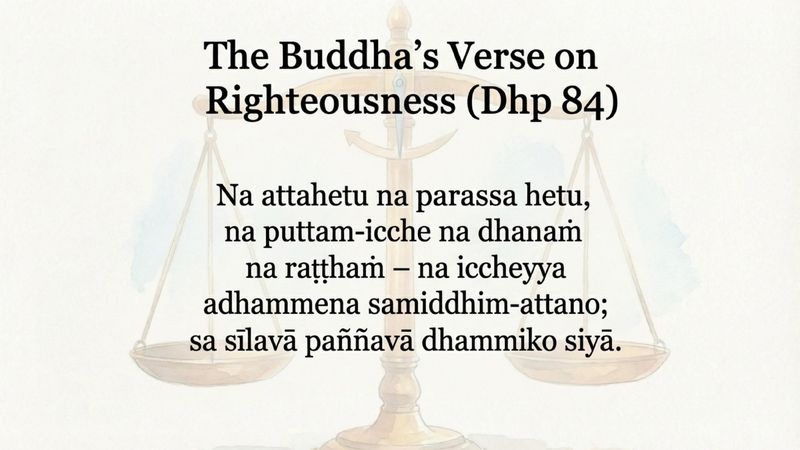 The Buddha’s Verse on
Righteousness (Dhp 84)
Na attahetu na parassa hetu,
na puttam-icche na dhanaṁ
na raṭṭhaṁ – na iccheyya
adhammena samiddhim-attano;
sa sīlavā paññavā dhammiko siyā.